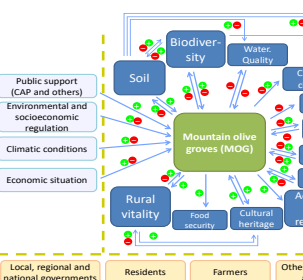 Biodiver-
sity
Water.
Quality
Soil
Public support
(CAP and others)
Environmental and
socioeconomic
regulation
Climatic conditions
Economic situation
Mountain olive
groves (MOG)
Rural
vitality
Food
security
Cultural
heritage
Local, regional and
national governments
Residents
Farmers
Othe